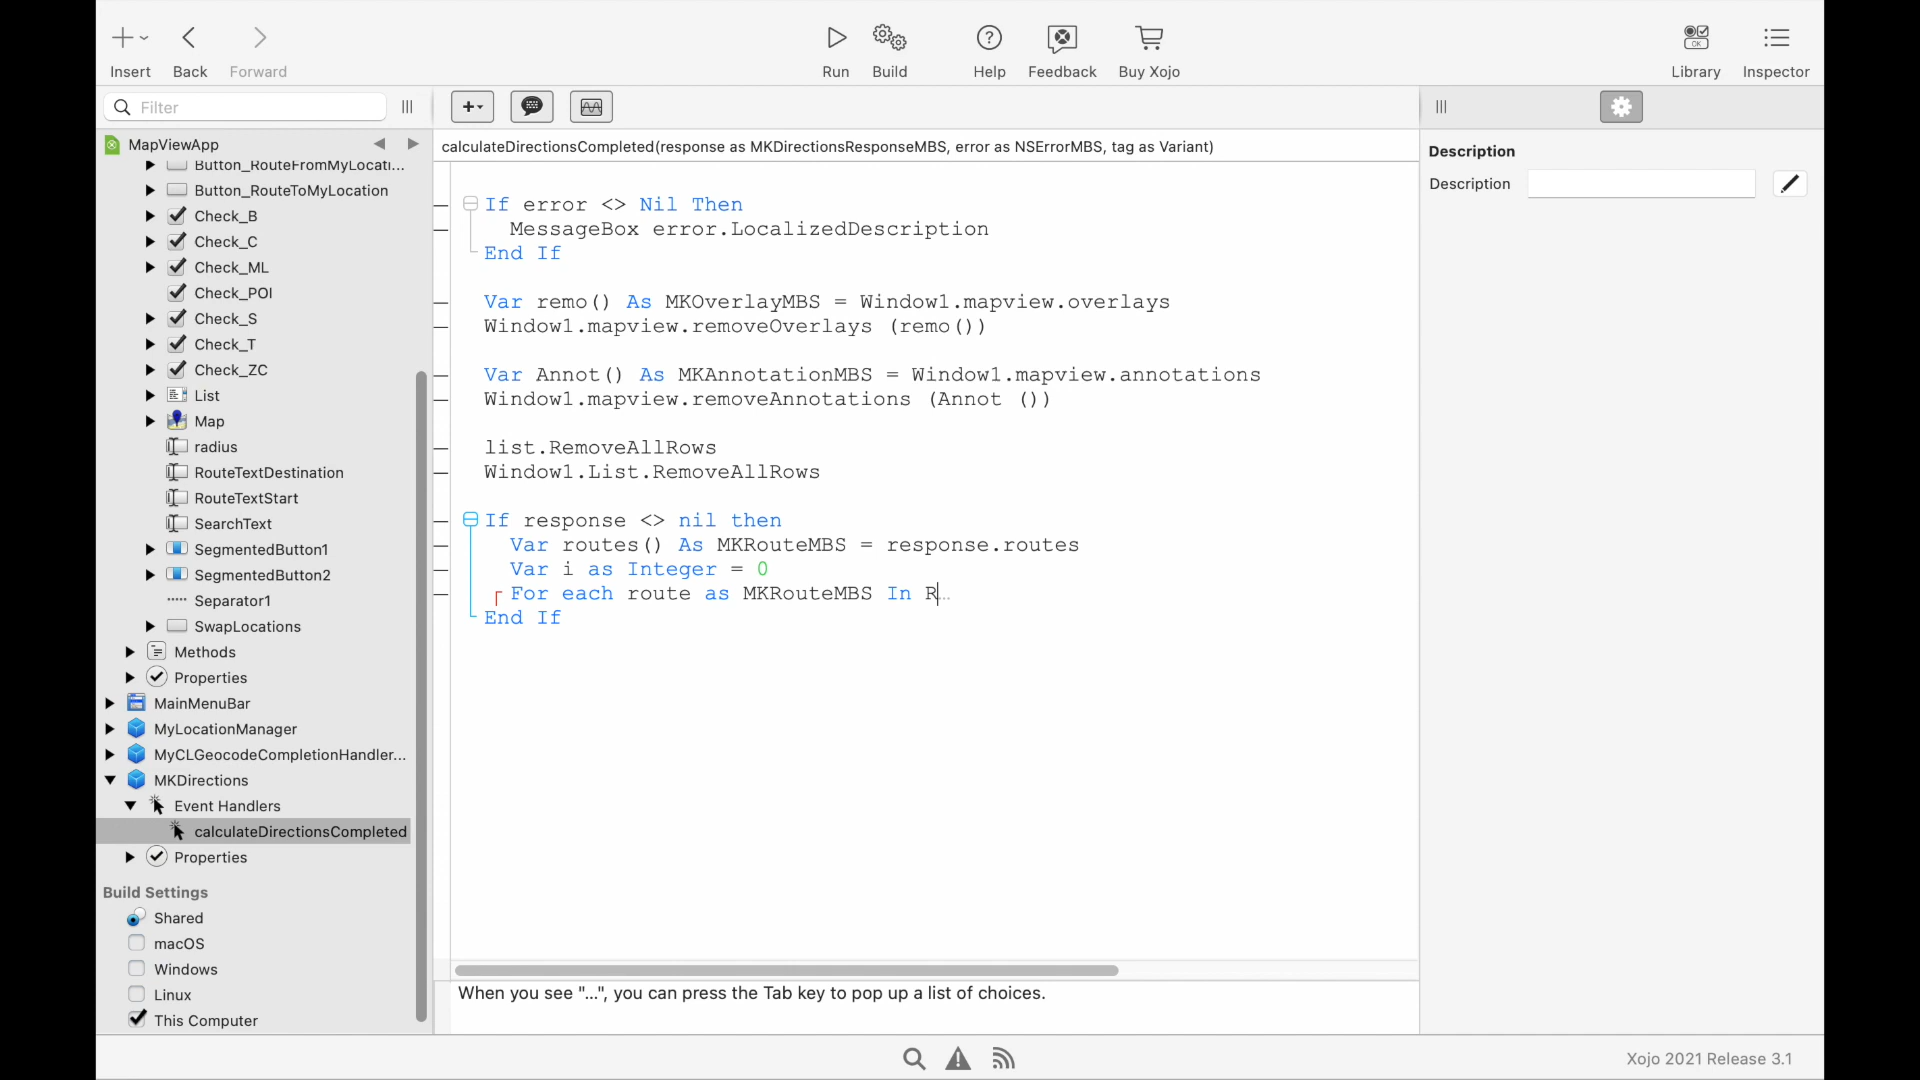 Insert Back Forward Run Build Help Feedback Buy Xojo Library Inspector
Filter
MapViewApp
Button_RouteFromMyLocati...
Button_RouteToMyLocation
Check_B
Check_C
Check_ML
Check_POI
Check_S
Check_T
Check_ZC
List
Map
radius
RouteTextDestination
RouteTextStart
SearchText
SegmentedButton1
SegmentedButton2
Separator1
SwapLocations
Methods
Properties
MainMenuBar
MyLocationManager
MyCLGeocodeCompletionHandler...
MKDirections
Event Handlers
calculateDirectionsCompleted
Properties
Build Settings
Shared
macOS
Windows
Linux
This Computer
calculateDirectionsCompleted(response as MKDirectionsResponseMBS, error as NSErrorMBS, tag as Variant)
If error <> Nil Then
MessageBox error.LocalizedDescription
End If
Var remo() As MKOverlayMBS = Window1.mapview.overlays
Window1.mapview.removeOverlays (remo())
Var Annot() As MKAnnotationMBS = Window1.mapview.annotations
Window1.mapview.removeAnnotations (Annot ())
list.RemoveAllRows
Window1.List.RemoveAllRows
If response <> nil then
Var routes() As MKRouteMBS = response.routes
Var i as Integer = 0
For each route as MKRouteMBS In R...
End If
When you see "...", you can press the Tab key to pop up a list of choices.
Description
Description
Xojo 2021 Release 3.1